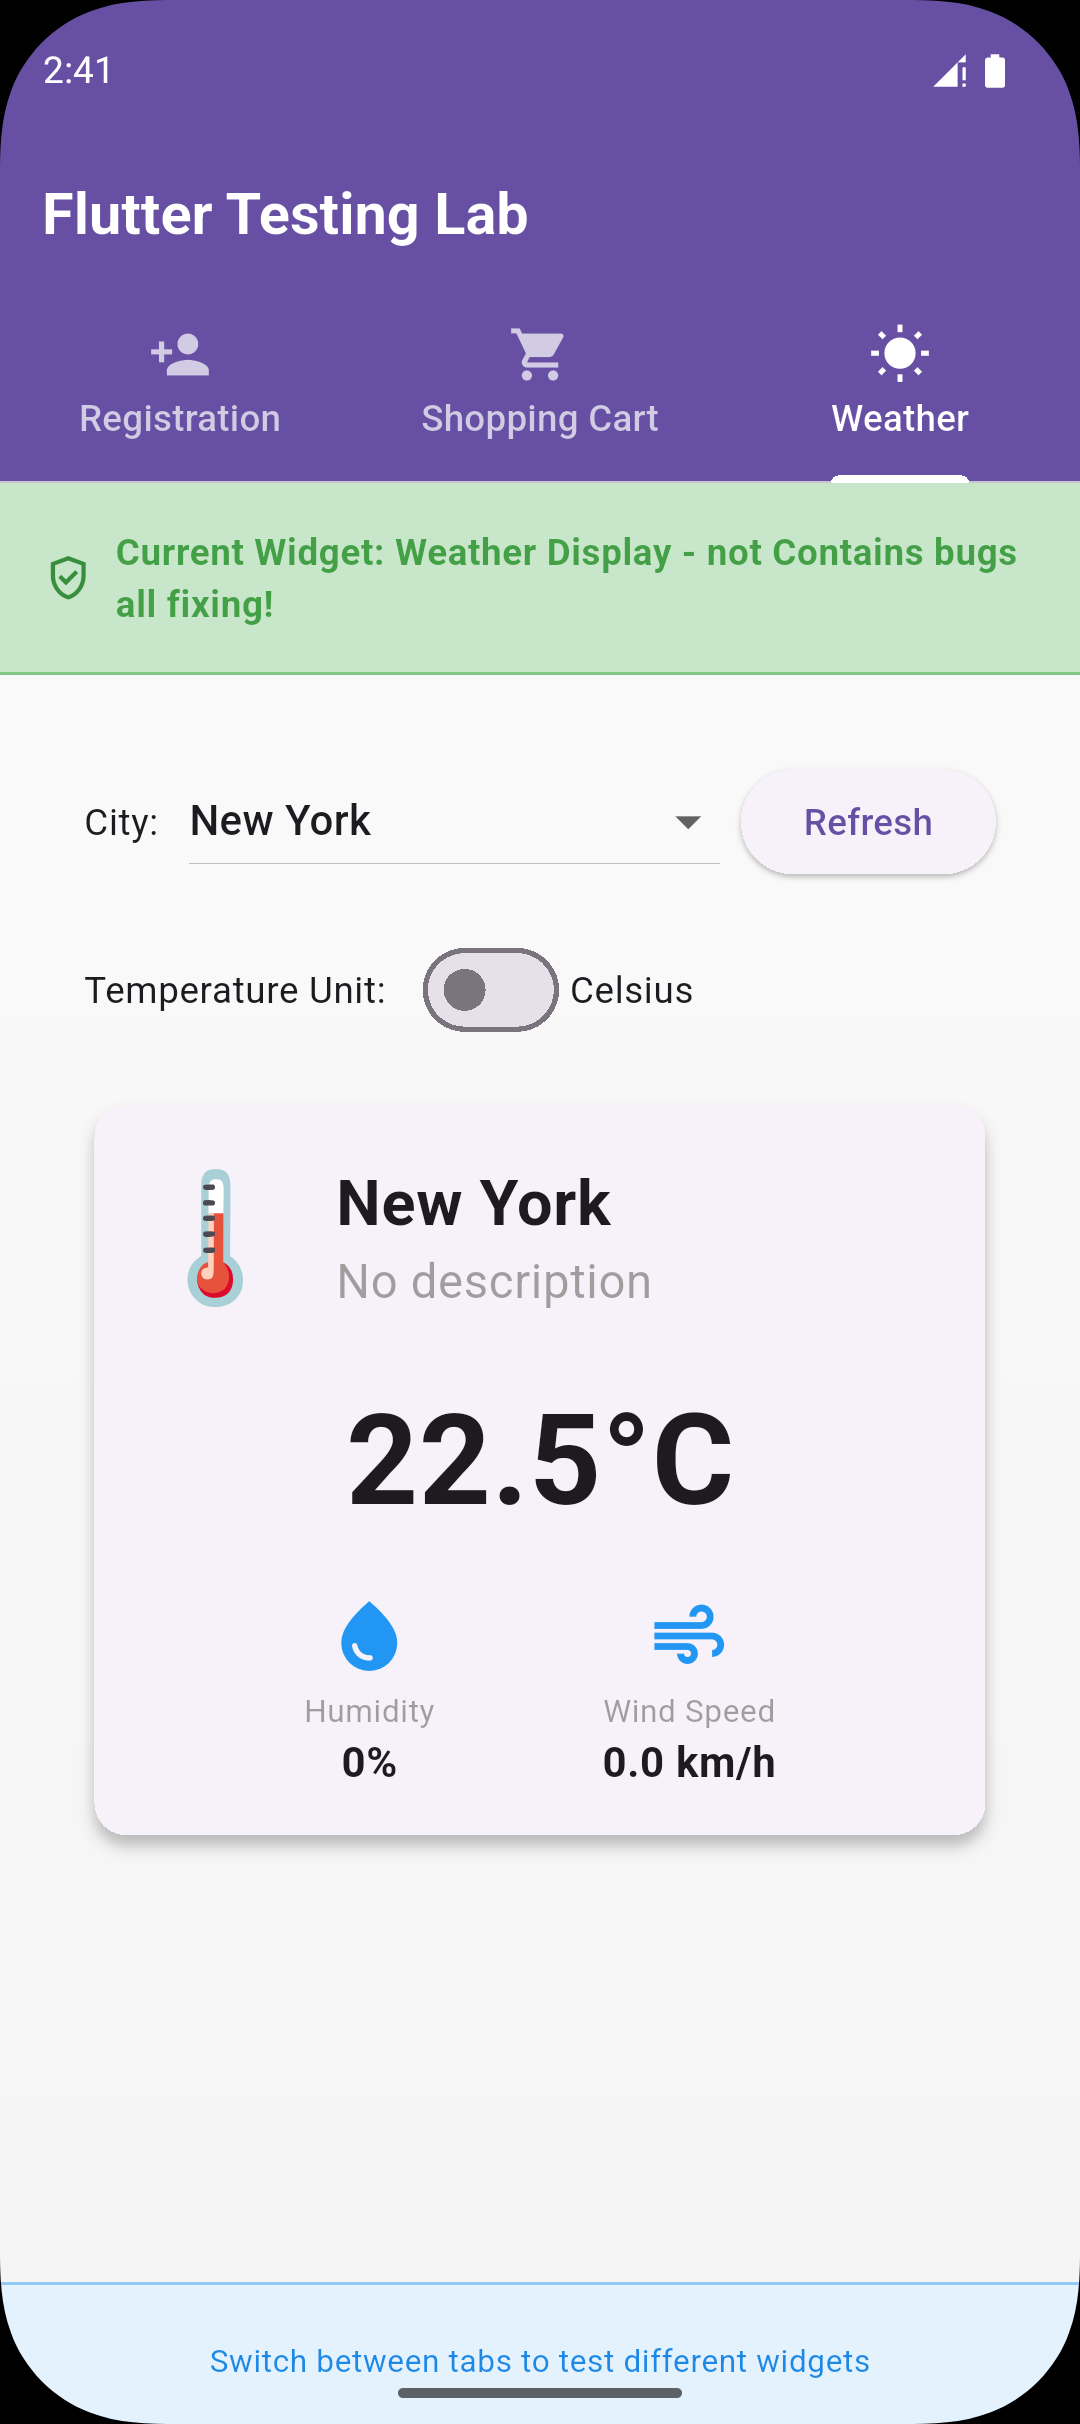 2:41
Flutter Testing Lab
Registration
Shopping Cart
Weather
Current Widget: Weather Display - not Contains bugs
all fixing!
City: New York Refresh
Temperature Unit: Celsius
New York
No description
22.5°C
Humidity
0%
Wind Speed
0.0 km/h
Switch between tabs to test different widgets